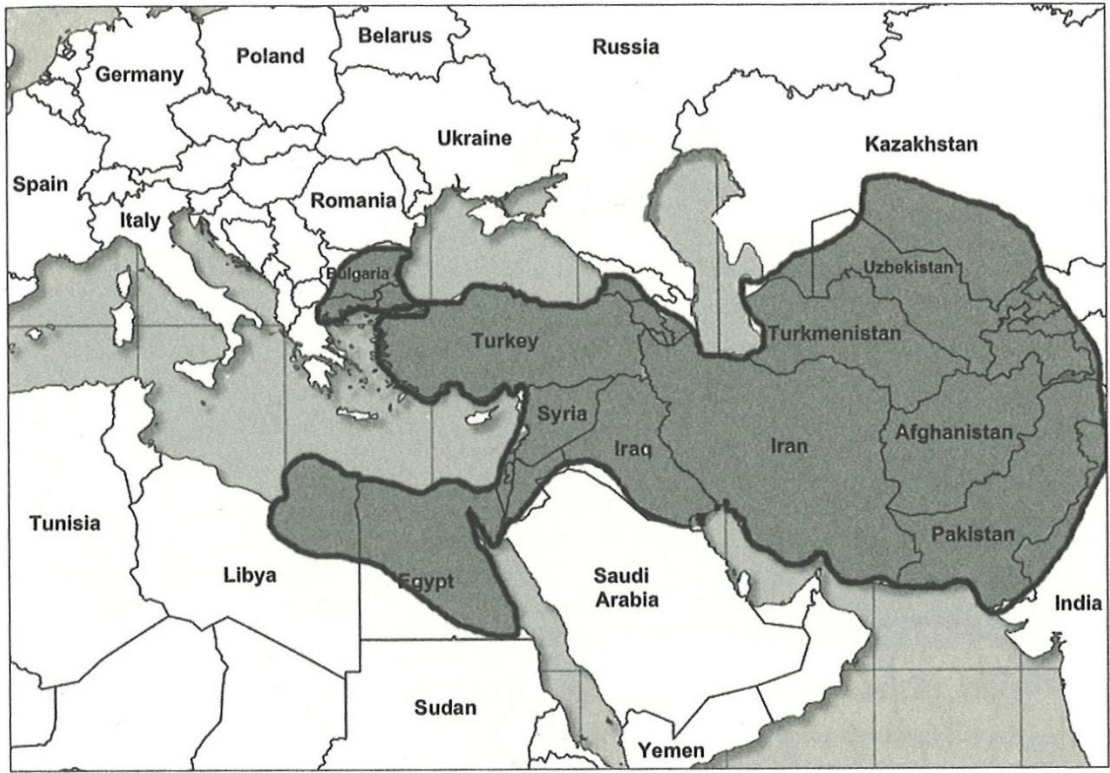 Belarus
Russia
Poland
Germany
Ukraine
Kazakhstan
Spain
Romania
Italy
Bulgaria
Uzbekistan
Turkmenistan
Turkey
Syria
Afghanistan
Iraq
Iran
Tunisia
Pakistan
Libya
Egypt
Saudi
Arabia
India
Sudan
Yemen